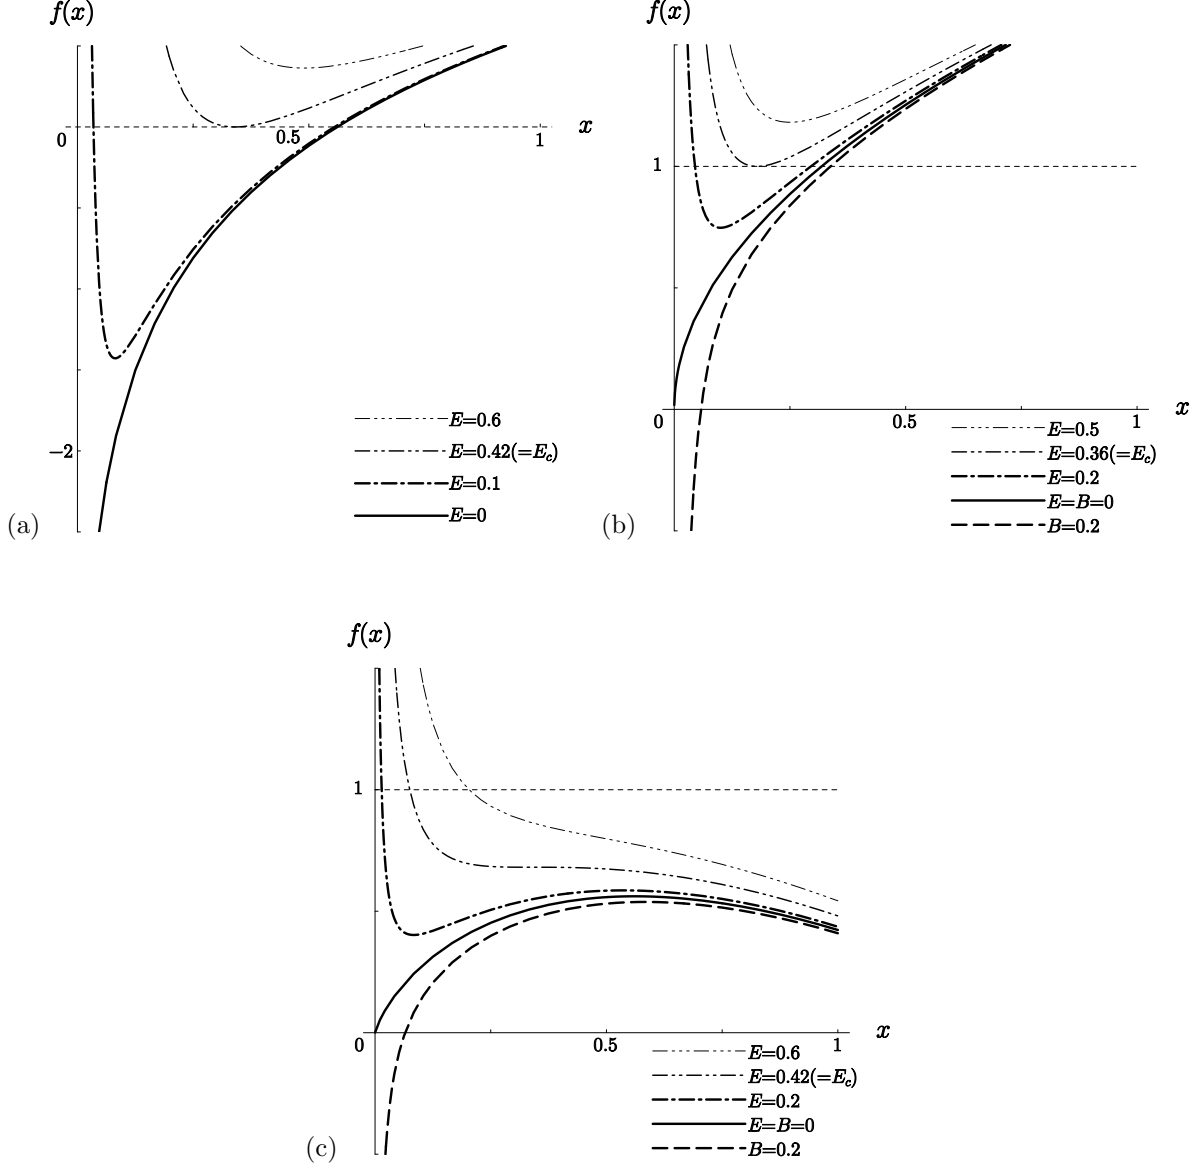 f(x)
0
0.5
1
x
−2
E=0.6
E=0.42(=E_c)
E=0.1
E=0
(a)
f(x)
1
0
0.5
1
x
E=0.5
E=0.36(=E_c)
E=0.2
E=B=0
B=0.2
(b)
f(x)
1
0
0.5
1
x
E=0.6
E=0.42(=E_c)
E=0.2
E=B=0
B=0.2
(c)